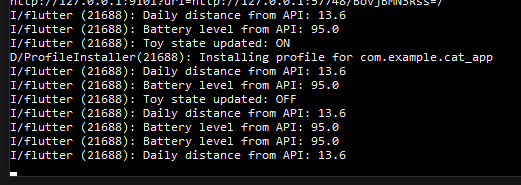 http://127.0.0.1:9101?uri=http://127.0.0.1:57748/BovjBMN3Rss=/
I/flutter (21688): Daily distance from API: 13.6
I/flutter (21688): Battery level from API: 95.0
I/flutter (21688): Toy state updated: ON
D/ProfileInstaller(21688): Installing profile for com.example.cat_app
I/flutter (21688): Daily distance from API: 13.6
I/flutter (21688): Battery level from API: 95.0
I/flutter (21688): Toy state updated: OFF
I/flutter (21688): Daily distance from API: 13.6
I/flutter (21688): Battery level from API: 95.0
I/flutter (21688): Battery level from API: 95.0
I/flutter (21688): Daily distance from API: 13.6